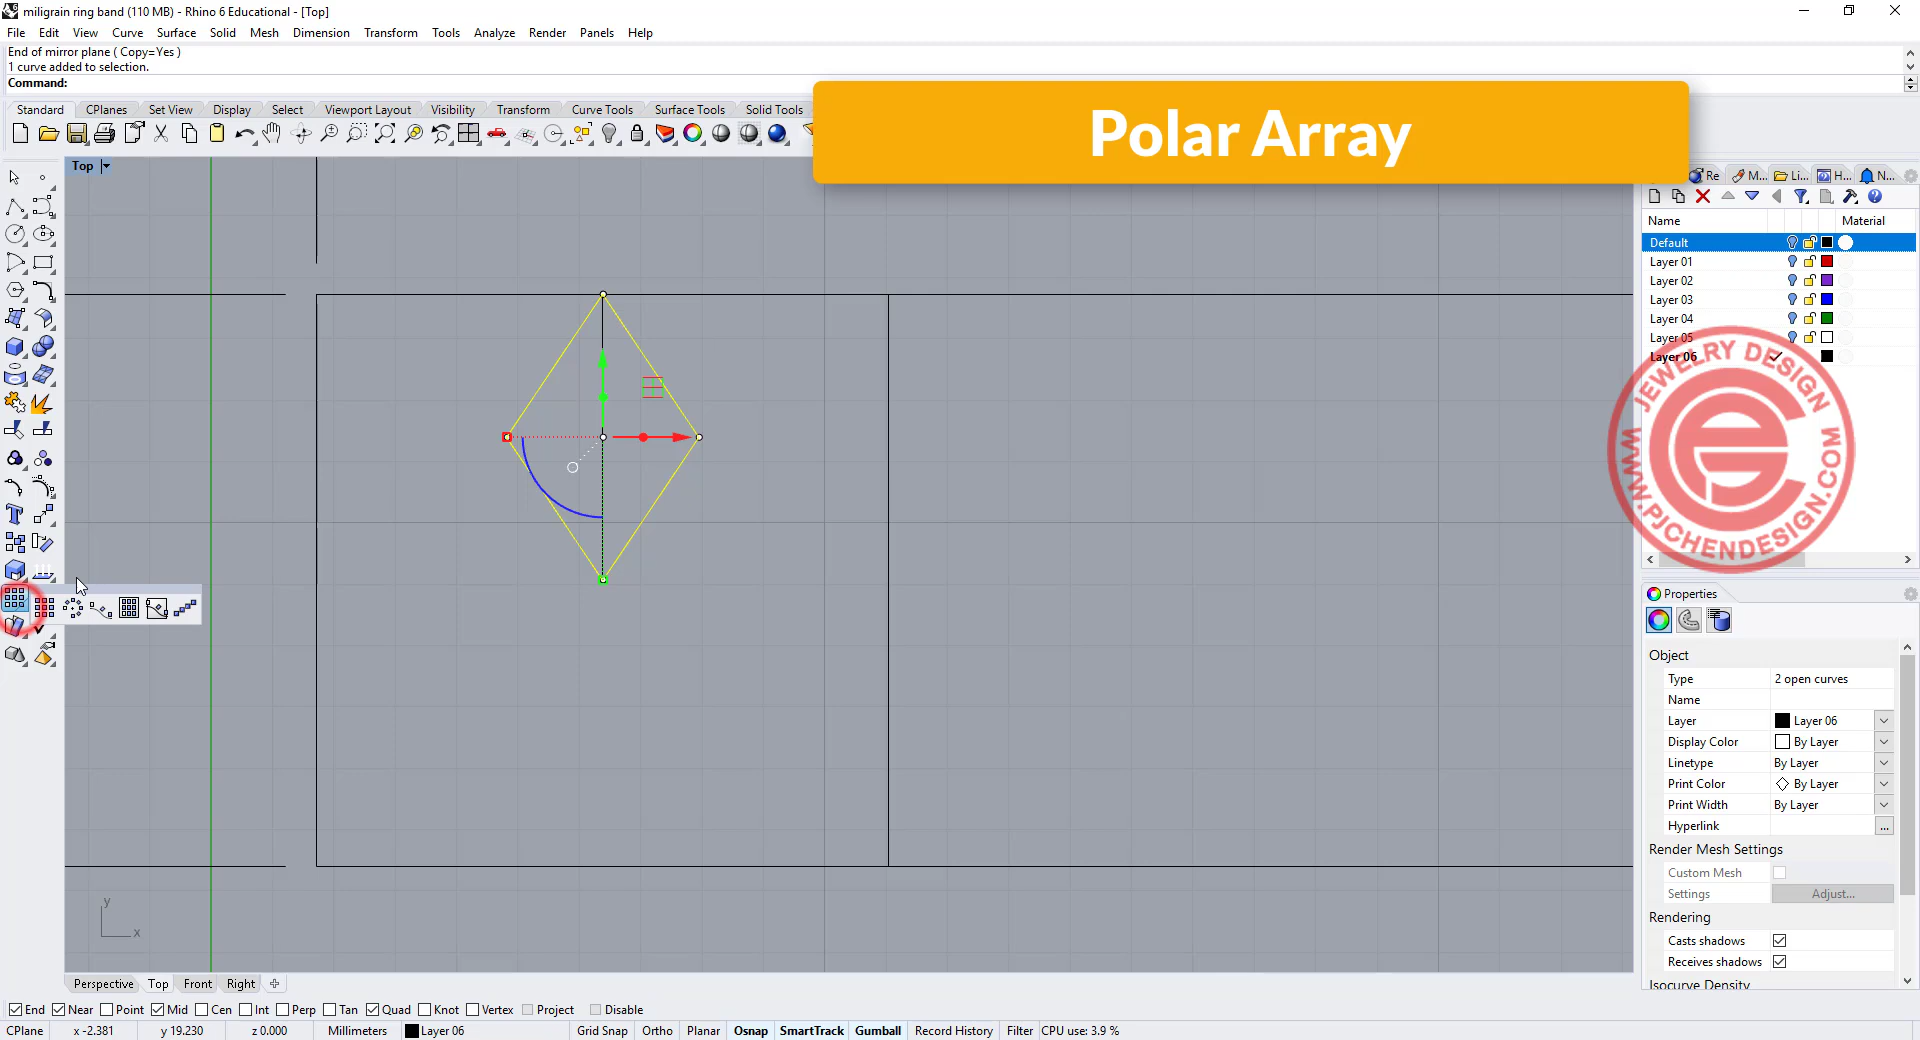 miligrain ring band (110 MB) - Rhino 6 Educational - [Top]
File Edit View Curve Surface Solid Mesh Dimension Transform Tools Analyze Render Panels Help
End of mirror plane ( Copy=Yes )
1 curve added to selection.
Command:
Standard CPlanes Set View Display Select Viewport Layout Visibility Transform Curve Tools Surface Tools Solid Tools
Polar Array
Top
Re M... Li... H... N...
Name Material
Default
Layer 01
Layer 02
Layer 03
Layer 04
Layer 05
Layer 06
JEWELRY DESIGN
WWW.PJCHENDESIGN.COM
Properties
Object
Type 2 open curves
Name
Layer Layer 06
Display Color By Layer
Linetype By Layer
Print Color By Layer
Print Width By Layer
Hyperlink ...
Render Mesh Settings
Custom Mesh
Settings Adjust...
Rendering
Casts shadows
Receives shadows
Isocurve Density
y
x
Perspective Top Front Right
End Near Point Mid Cen Int Perp Tan Quad Knot Vertex Project Disable
CPlane x -2.381 y 19.230 z 0.000 Millimeters Layer 06 Grid Snap Ortho Planar Osnap SmartTrack Gumball Record History Filter CPU use: 3.9 %